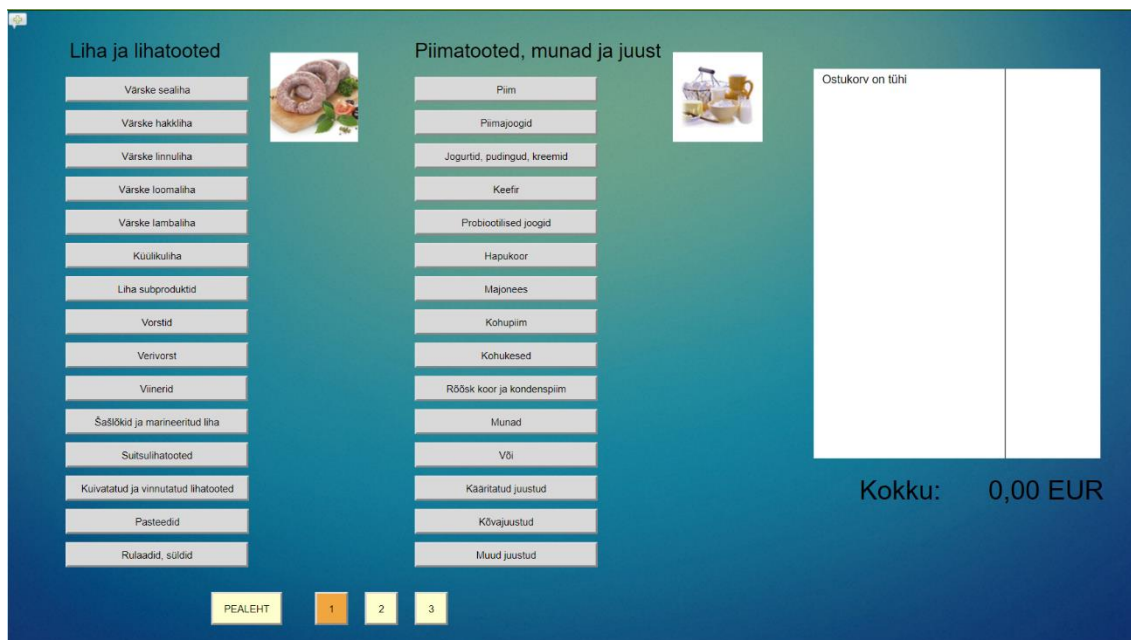 Liha ja lihatooted
Värske sealiha
Värske hakkliha
Värske linnuliha
Värske loomaliha
Värske lambaliha
Küülikuliha
Liha subproduktid
Vorstid
Verivorst
Viinerid
Šašlõkid ja marineeritud liha
Suitsulihatooted
Kuivatatud ja vinnutatud lihatooted
Pasteedid
Rulaadid, süldid
Piimatooted, munad ja juust
Piim
Piimajoogid
Jogurtid, pudingud, kreemid
Keefir
Probiootilised joogid
Hapukoor
Majonees
Kohupiim
Kohukesed
Rõõsk koor ja kondenspiim
Munad
Või
Kääritatud juustud
Kõvajuustud
Muud juustud
Ostukorv on tühi
Kokku: 0,00 EUR
PEALEHT 1 2 3